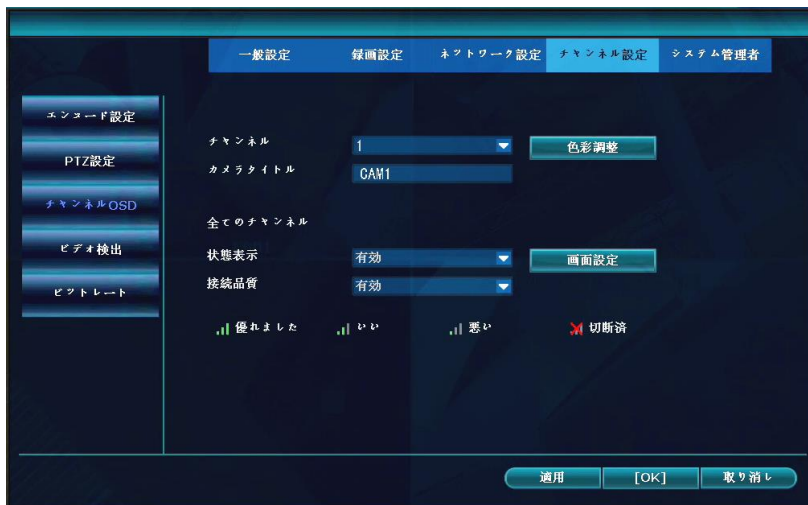 一般設定 録画設定 ネットワーク設定 チャンネル設定 システム管理者
エンコード設定
PTZ設定
チャンネルOSD
ビデオ検出
ビットレート
チャンネル 1 色彩調整
カメラタイトル CAM1
全てのチャンネル
状態表示 有効 画面設定
接続品質 有効
優れました いい 悪い 切断済
適用 [OK] 取り消し